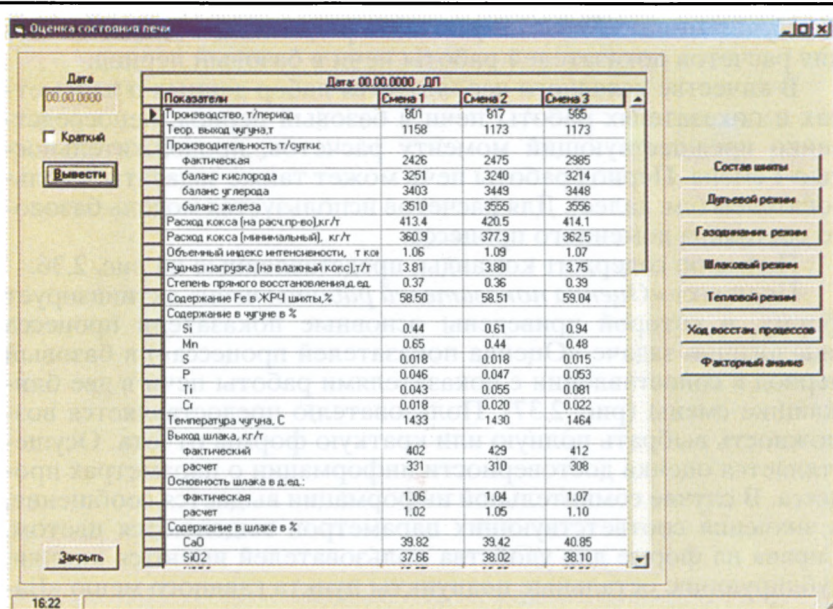 Оценка состояния печи
Дата
00.00.0000
Краткий
Вывести
Дата: 00.00.0000 , ДП
Показатели Смена 1 Смена 2 Смена 3
Производство, т/период 801 817 985
Теор. выход чугуна,т 1158 1173 1173
Производительность т/сутки:
фактическая 2426 2475 2985
баланс кислорода 3251 3240 3214
баланс углерода 3403 3449 3448
баланс железа 3510 3555 3556
Расход кокса (на расч.пр-во),кг/т 413.4 420.5 414.1
Расход кокса (минимальный), кг/т 360.9 377.9 362.5
Объемный индекс интенсивности, т кок 1.06 1.09 1.07
Рудная нагрузка (на влажный кокс),т/т 3.81 3.80 3.75
Степень прямого восстановления,д.ед. 0.37 0.36 0.39
Содержание Fe в ЖРЧ шихты,% 58.50 58.51 59.04
Содержание в чугуне в %
Si 0.44 0.61 0.94
Mn 0.65 0.44 0.48
0.018 0.018 0.015
P 0.046 0.047 0.053
Ti 0.043 0.055 0.081
Cr 0.018 0.020 0.022
Температура чугуна, С 1433 1430 1464
Выход шлака, кг/т
фактический 402 429 412
расчет 331 310 308
Основность шлака в д.ед.:
фактическая 1.06 1.04 1.07
расчет 1.02 1.05 1.10
Содержание в шлаке в %
CaO 39.82 39.42 40.85
SiO2 37.66 38.02 38.10
Состав шихты
Дутьевой режим
Газодинамич. режим
Шлаковый режим
Тепловой режим
Ход восстан. процессов
Факторный анализ
Закрыть
16:22